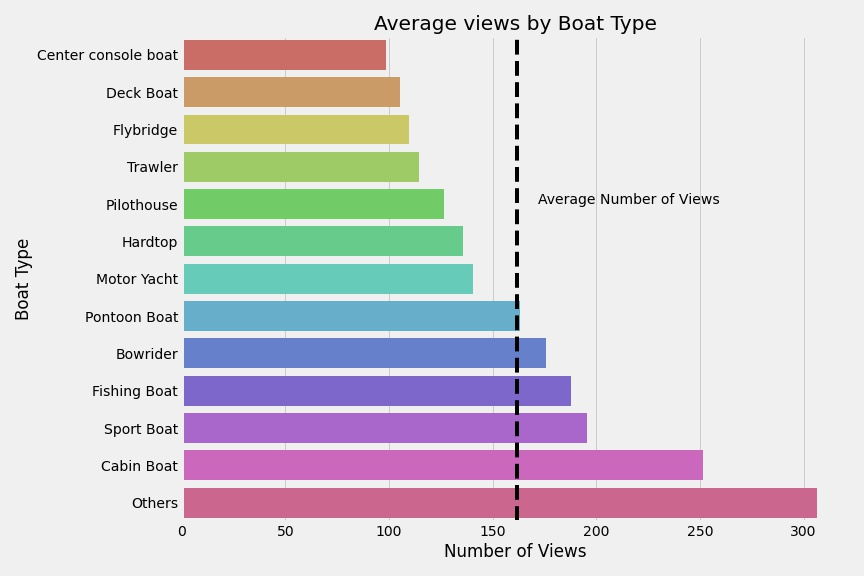 Average views by Boat Type
Center console boat
Deck Boat
Flybridge
Trawler
Pilothouse
Average Number of Views
Hardtop
Motor Yacht
Pontoon Boat
Bowrider
Fishing Boat
Sport Boat
Cabin Boat
Others
Boat Type
0 50 100 150 200 250 300
Number of Views